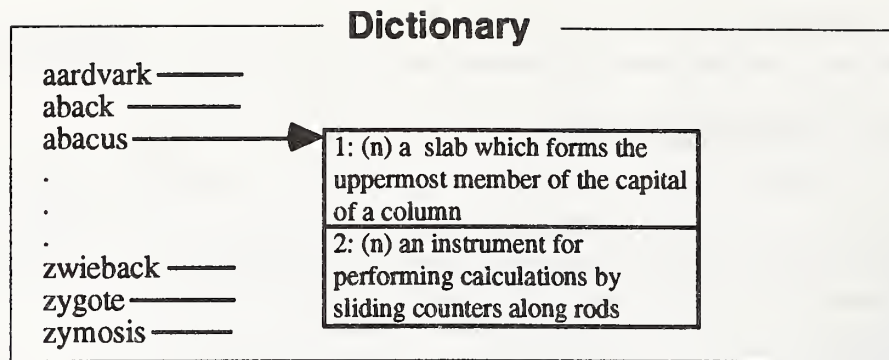 Dictionary
aardvark
aback
abacus
1: (n) a slab which forms the
uppermost member of the capital
of a column
2: (n) an instrument for
performing calculations by
sliding counters along rods
.
.
.
zwieback
zygote
zymosis